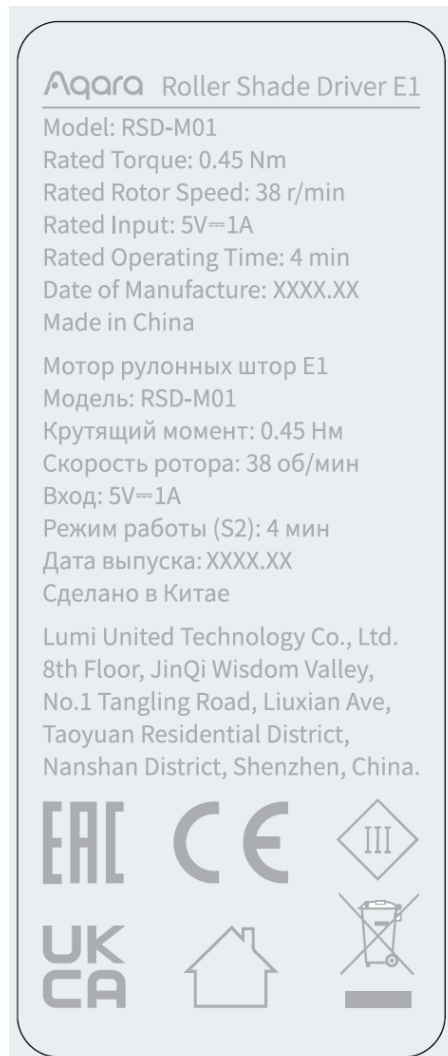 Aqara Roller Shade Driver E1
Model: RSD-M01
Rated Torque: 0.45 Nm
Rated Rotor Speed: 38 r/min
Rated Input: 5V⎓1A
Rated Operating Time: 4 min
Date of Manufacture: XXXX.XX
Made in China
Мотор рулонных штор E1
Модель: RSD-M01
Крутящий момент: 0.45 Нм
Скорость ротора: 38 об/мин
Вход: 5V⎓1A
Режим работы (S2): 4 мин
Дата выпуска: XXXX.XX
Сделано в Китае
Lumi United Technology Co., Ltd.
8th Floor, JinQi Wisdom Valley,
No.1 Tangling Road, Liuxian Ave,
Taoyuan Residential District,
Nanshan District, Shenzhen, China.
EAC CE III
UK
CA